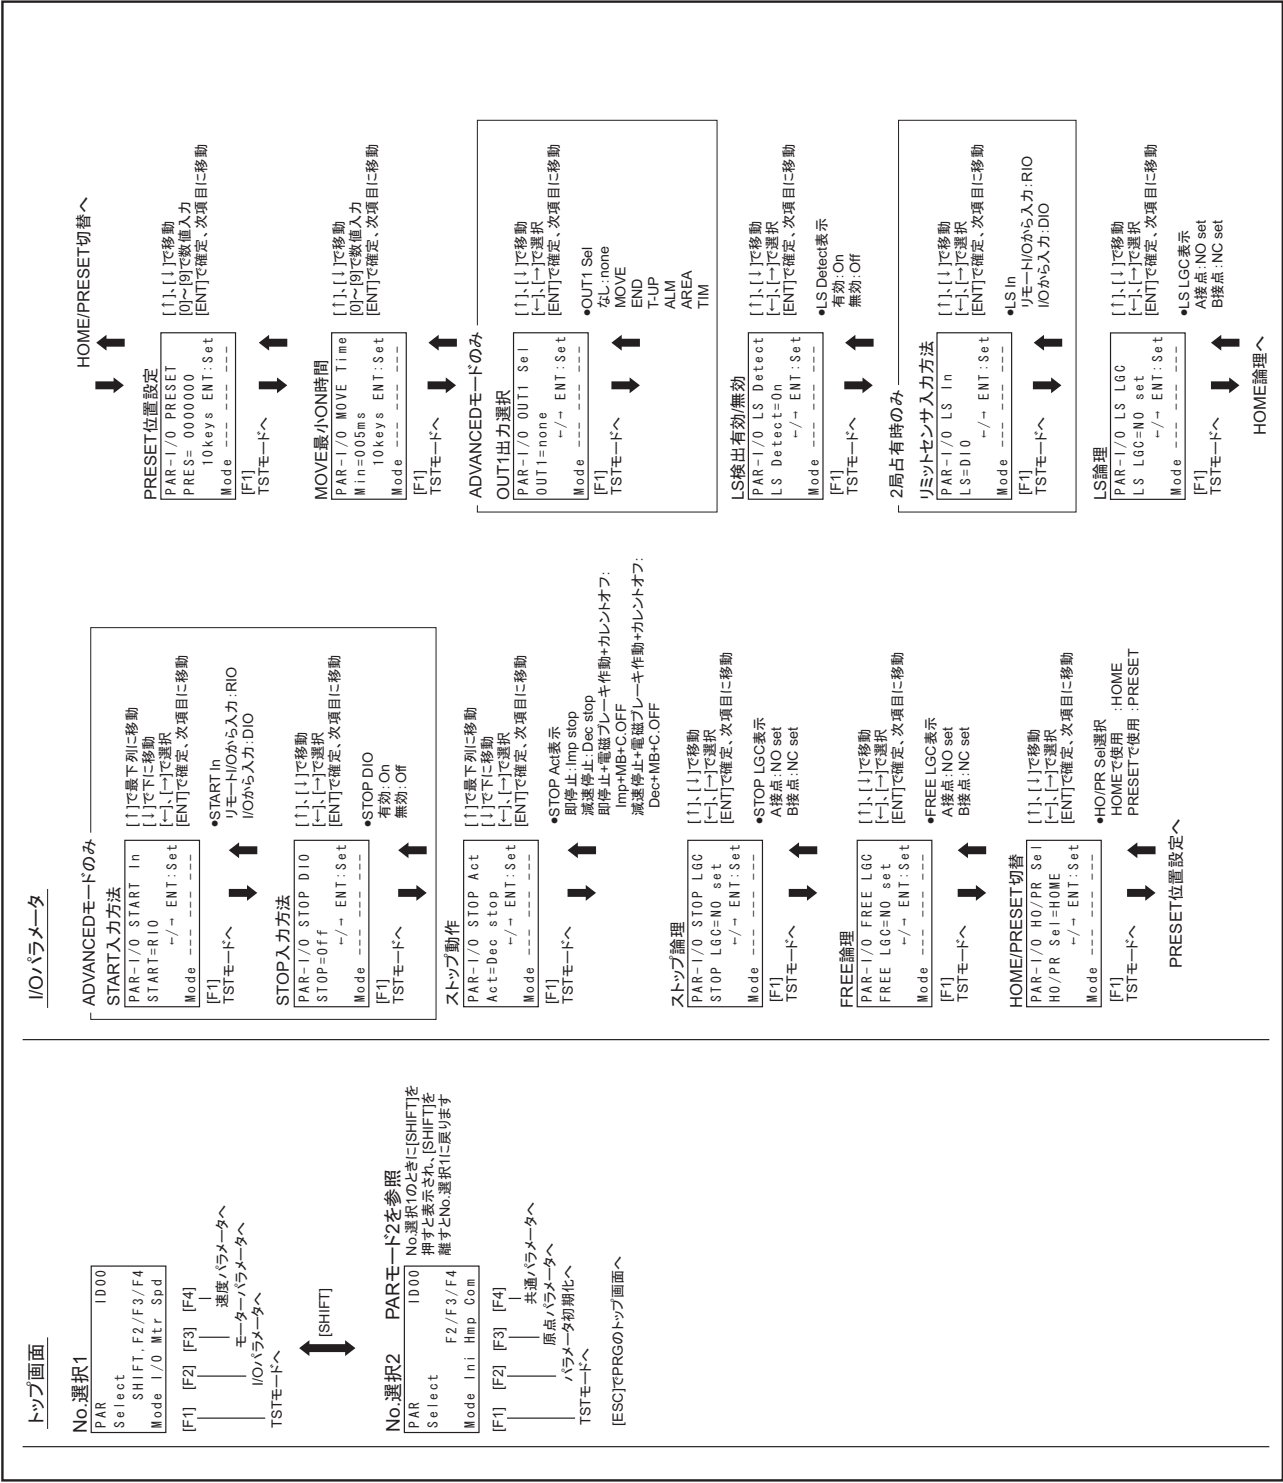 トップ画面
No.選択1
PAR ID00
Select
SHIFT,F2/F3/F4
Mode I/O Mtr Spd
[F1] [F2] [F3] [F4]
速度パラメータへ
モーターパラメータへ
I/Oパラメータへ
TSTモードへ
[SHIFT]
No.選択2 PARモード2を参照
No.選択1のときに[SHIFT]を
押すと表示され、[SHIFT]を
離すとNo.選択1に戻ります
PAR ID00
Select
F2/F3/F4
Mode Ini Hmp Com
[F1] [F2] [F3] [F4]
共通パラメータへ
原点パラメータへ
パラメータ初期化へ
TSTモードへ
[ESC]でPRGのトップ画面へ
I/Oパラメータ
ADVANCEDモードのみ
START入力方法
PAR-I/O START In
START=RIO
←/→ ENT:Set
Mode --- --- ---
[↑]で最下列に移動
[↓]で下に移動
[←]、[→]で選択
[ENT]で確定、次項目に移動
●START In
リモートI/Oから入力:RIO
I/Oから入力:DIO
[F1]
TSTモードへ
STOP入力方法
PAR-I/O STOP DIO
STOP=Off
←/→ ENT:Set
Mode --- --- ---
[↑]、[↓]で移動
[←]、[→]で選択
[ENT]で確定、次項目に移動
●STOP DIO
有効:On
無効:Off
[F1]
TSTモードへ
ストップ動作
PAR-I/O STOP Act
Act=Dec stop
←/→ ENT:Set
Mode --- --- ---
[↑]で最下列に移動
[↓]で下に移動
[←]、[→]で選択
[ENT]で確定、次項目に移動
●STOP Act表示
即停止:Imp stop
減速停止:Dec stop
即停止+電磁ブレーキ作動+カレントオフ:
Imp+MB+C.OFF
減速停止+電磁ブレーキ作動+カレントオフ:
Dec+MB+C.OFF
[F1]
TSTモードへ
ストップ論理
PAR-I/O STOP LGC
STOP LGC=NO set
←/→ ENT:Set
Mode --- --- ---
[↑]、[↓]で移動
[←]、[→]で選択
[ENT]で確定、次項目に移動
●STOP LGC表示
A接点:NO set
B接点:NC set
[F1]
TSTモードへ
FREE論理
PAR-I/O FREE LGC
FREE LGC=NO set
←/→ ENT:Set
Mode --- --- ---
[↑]、[↓]で移動
[←]、[→]で選択
[ENT]で確定、次項目に移動
●FREE LGC表示
A接点:NO set
B接点:NC set
[F1]
TSTモードへ
HOME/PRESET切替
PAR-I/O HO/PR Sel
HO/PR Sel=HOME
←/→ ENT:Set
Mode --- --- ---
[↑]、[↓]で移動
[←]、[→]で選択
[ENT]で確定、次項目に移動
●HO/PR Sel選択
HOMEで使用 :HOME
PRESETで使用 :PRESET
[F1]
TSTモードへ
PRESET位置設定へ
HOME/PRESET切替へ
PRESET位置設定
PAR-I/O PRESET
PRES= 0000000
10keys ENT:Set
Mode --- --- ---
[↑]、[↓]で移動
[0]~[9]で数値入力
[ENT]で確定、次項目に移動
[F1]
TSTモードへ
MOVE最小ON時間
PAR-I/O MOVE Time
Min=005ms
10keys ENT:Set
Mode --- --- ---
[↑]、[↓]で移動
[0]~[9]で数値入力
[ENT]で確定、次項目に移動
[F1]
TSTモードへ
ADVANCEDモードのみ
OUT1出力選択
PAR-I/O OUT1 Sel
OUT1=none
←/→ ENT:Set
Mode --- --- ---
[↑]、[↓]で移動
[←]、[→]で選択
[ENT]で確定、次項目に移動
●OUT1 Sel
なし:none
MOVE
END
T-UP
ALM
AREA
TIM
[F1]
TSTモードへ
LS検出有効/無効
PAR-I/O LS Detect
LS Detect=On
←/→ ENT:Set
Mode --- --- ---
[↑]、[↓]で移動
[←]、[→]で選択
[ENT]で確定、次項目に移動
●LS Detect表示
有効:On
無効:Off
[F1]
TSTモードへ
2局占有時のみ
リミットセンサ入力方法
PAR-I/O LS In
LS=DIO
←/→ ENT:Set
Mode --- --- ---
[↑]、[↓]で移動
[←]、[→]で選択
[ENT]で確定、次項目に移動
●LS In
リモートI/Oから入力:RIO
I/Oから入力:DIO
[F1]
TSTモードへ
LS論理
PAR-I/O LS LGC
LS LGC=NO set
←/→ ENT:Set
Mode --- --- ---
[↑]、[↓]で移動
[←]、[→]で選択
[ENT]で確定、次項目に移動
●LS LGC表示
A接点:NO set
B接点:NC set
[F1]
TSTモードへ
HOME論理へ